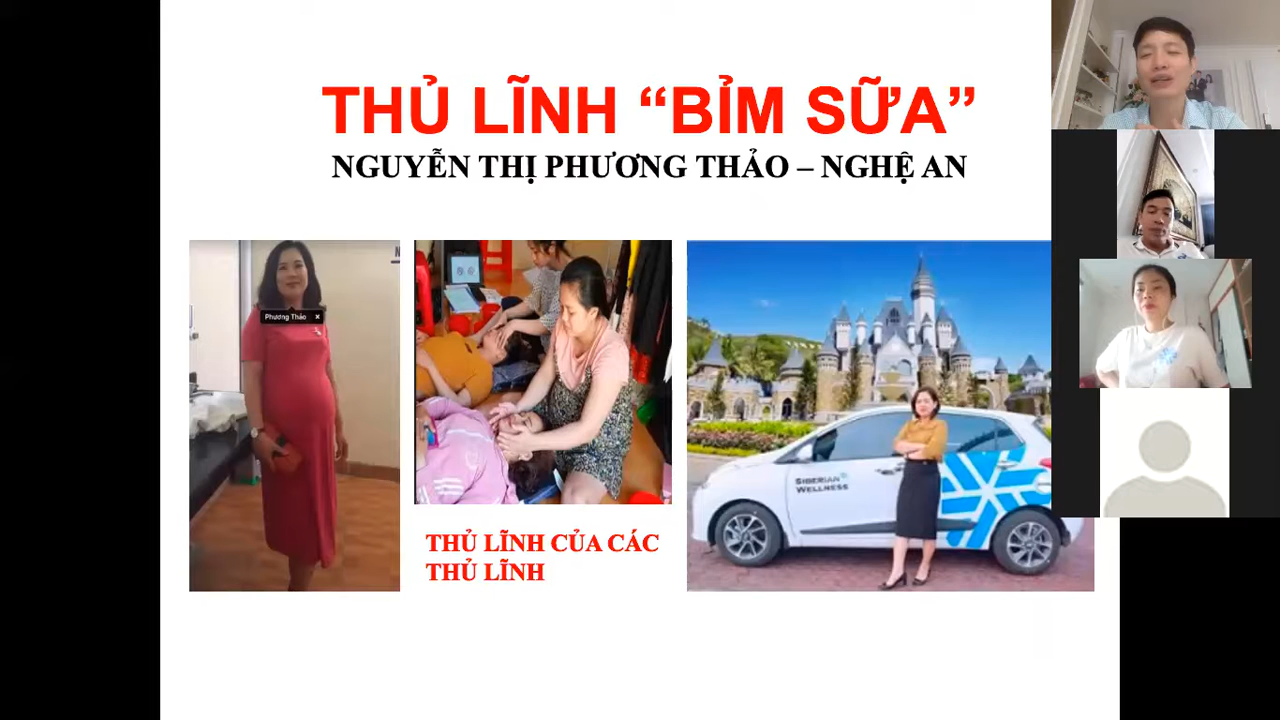 THỦ LĨNH “BỈM SỮA”
NGUYỄN THỊ PHƯƠNG THẢO – NGHỆ AN
N
Phương Thảo ×
SIBERIAN
WELLNESS
THỦ LĨNH CỦA CÁC
THỦ LĨNH